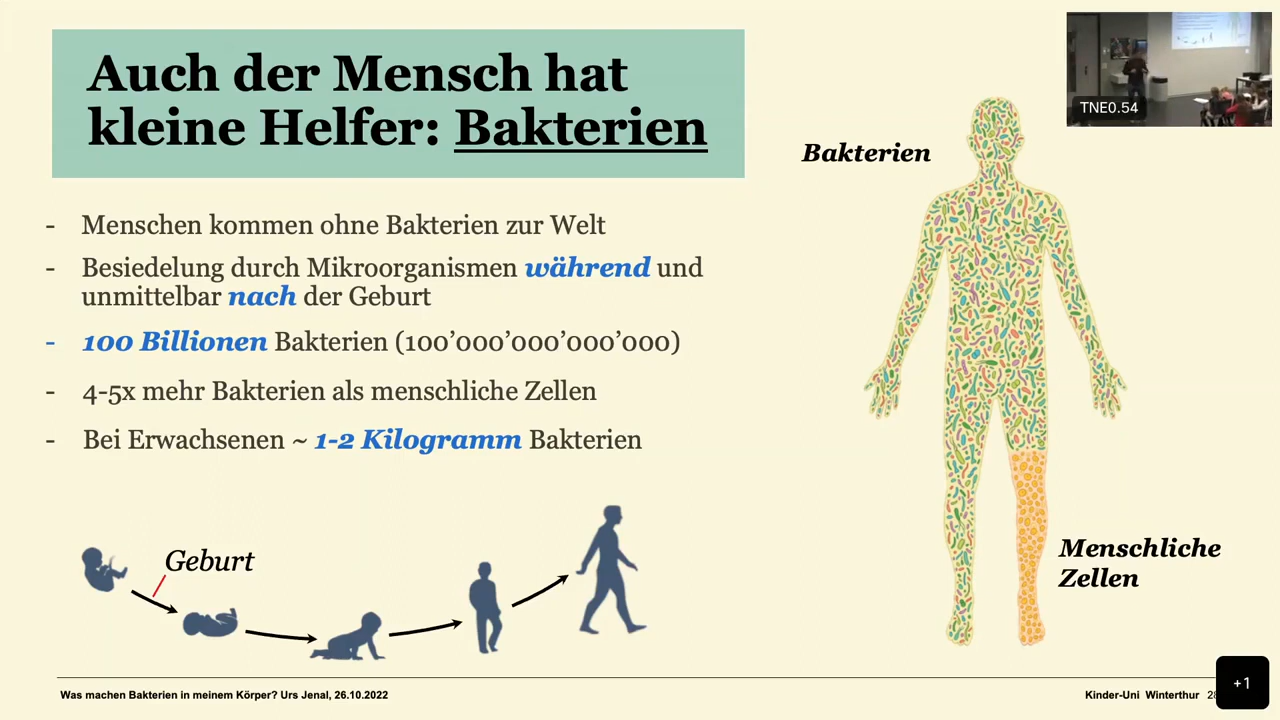 Auch der Mensch hat
kleine Helfer: Bakterien
- Menschen kommen ohne Bakterien zur Welt
- Besiedelung durch Mikroorganismen während und
unmittelbar nach der Geburt
- 100 Billionen Bakterien (100’000’000’000’000)
- 4-5x mehr Bakterien als menschliche Zellen
- Bei Erwachsenen ~ 1-2 Kilogramm Bakterien
Geburt
Bakterien
Menschliche
Zellen
TNE0.54
Was machen Bakterien in meinem Körper? Urs Jenal, 26.10.2022
Kinder-Uni Winterthur
+1